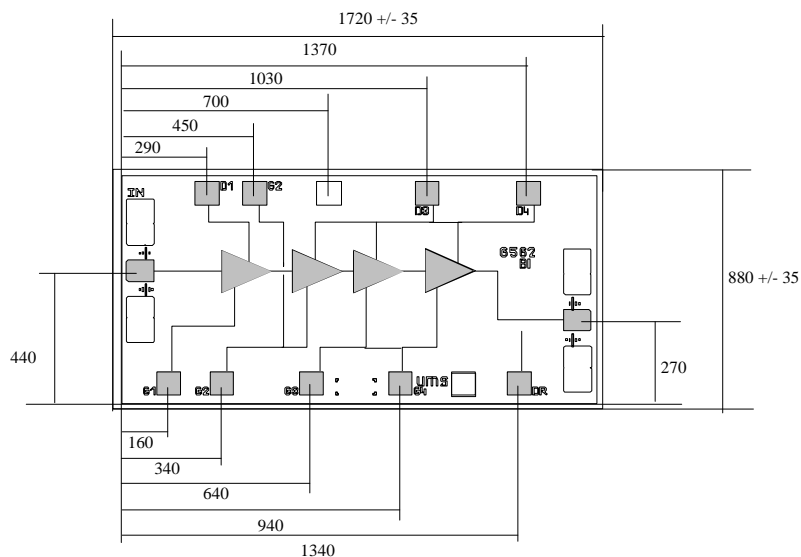 1720 +/- 35
1370
1030
700
450
290
IN
D1
G2
D3
D4
G562
BI
880 +/- 35
440
270
G1
G2
G3
ums
G4
DR
160
340
640
940
1340